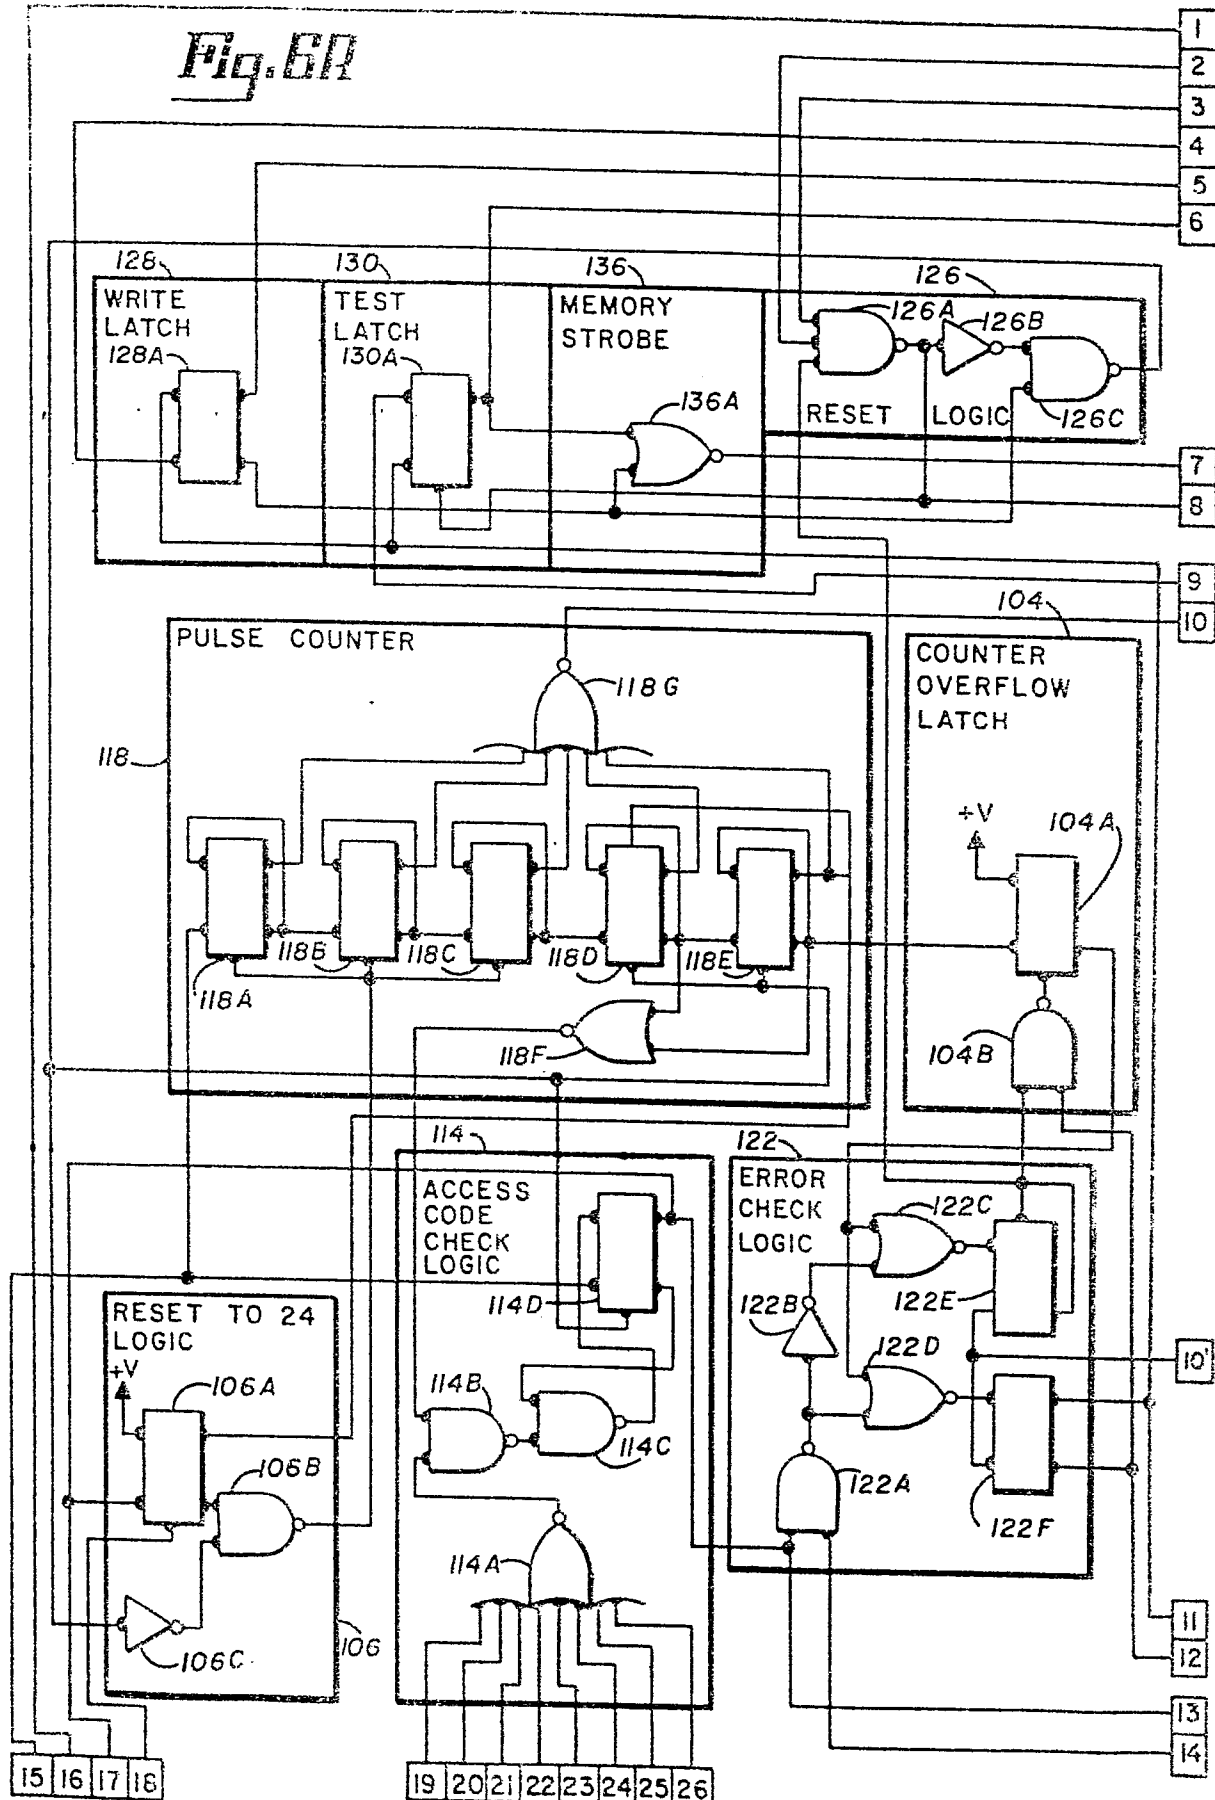 Fig. 6A
1
2
3
4
5
6
128
130
136
126
WRITE
LATCH
128A
TEST
LATCH
130A
MEMORY
STROBE
136A
126A
126B
126C
RESET LOGIC
7
8
9
10
104
PULSE COUNTER
118G
118
118A
118B
118C
118D
118E
118F
COUNTER
OVERFLOW
LATCH
+V
104A
104B
114
ACCESS
CODE
CHECK
LOGIC
114D
114B
114C
114A
122
ERROR
CHECK
LOGIC
122C
122B
122E
122D
122A
122F
10'
RESET TO 24
LOGIC
+V
106A
106B
106C
106
11
12
13
14
15 16 17 18
19 20 21 22 23 24 25 26